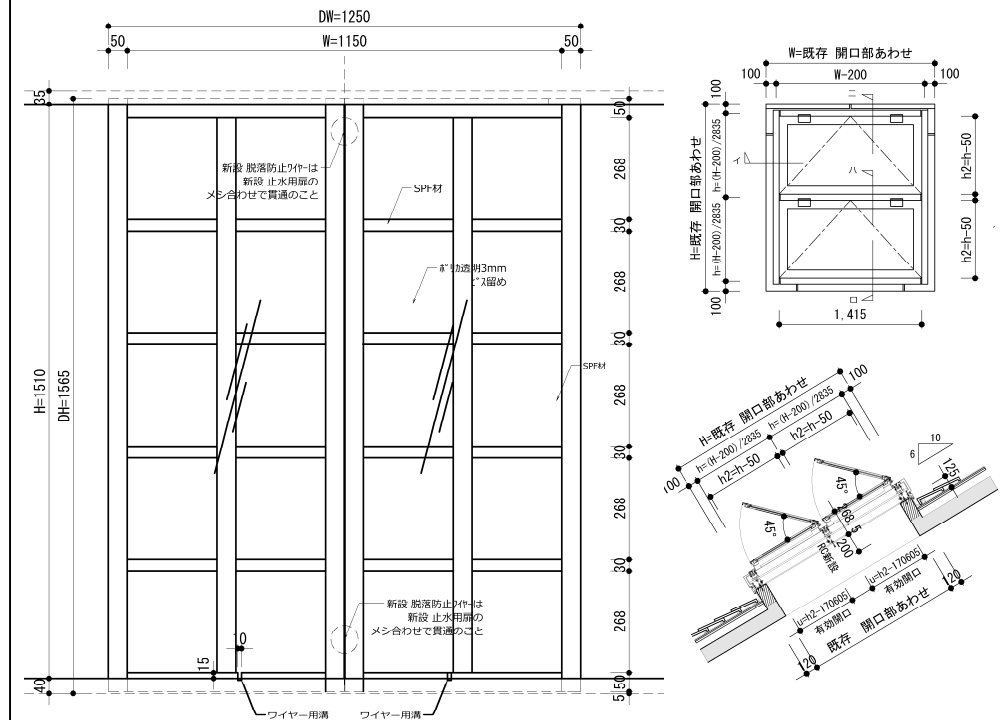 DW=1250
50
W=1150
50
35
H=1510
DH=1565
40
新設 脱落防止ワイヤーは
新設 止水用扉の
メシ合わせで貫通のこと
SPF材
ポリカ透明3mm
ビス留め
SPF材
新設 脱落防止ワイヤーは
新設 止水用扉の
メシ合わせで貫通のこと
15
ワイヤー用溝
ワイヤー用溝
50
268
30
268
30
268
30
268
30
268
50
5
W=既存 開口部あわせ
100
W-200
100
100
H=既存 開口部あわせ
h=(H-200)/2835
h=(H-200)/2835
100
イ
ニ
ハ
ロ
h2=h-50
h2=h-50
1,415
H=既存 開口部あわせ
100
h=(H-200)/2835
h=(H-200)/2835
h2=h-50
h2=h-50
100
10
6
125
45°
45°
200
RC新設
u=h2-170605
有効開口
u=h2-170605
有効開口
120
既存 開口部あわせ
120